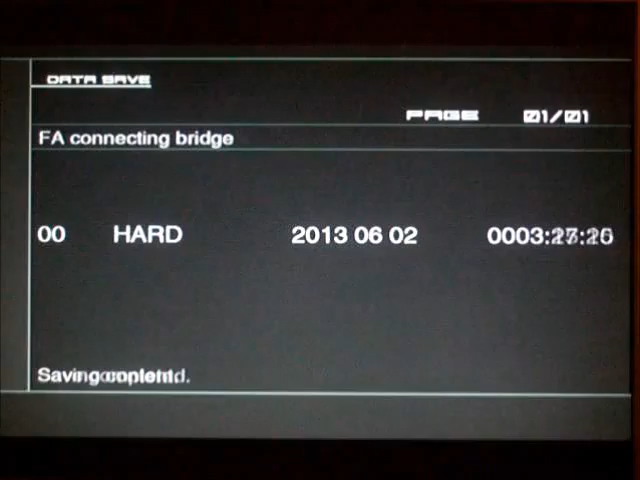 DATA SAVE
PAGE 01/01
FA connecting bridge
00 HARD 2013 06 02
Saving